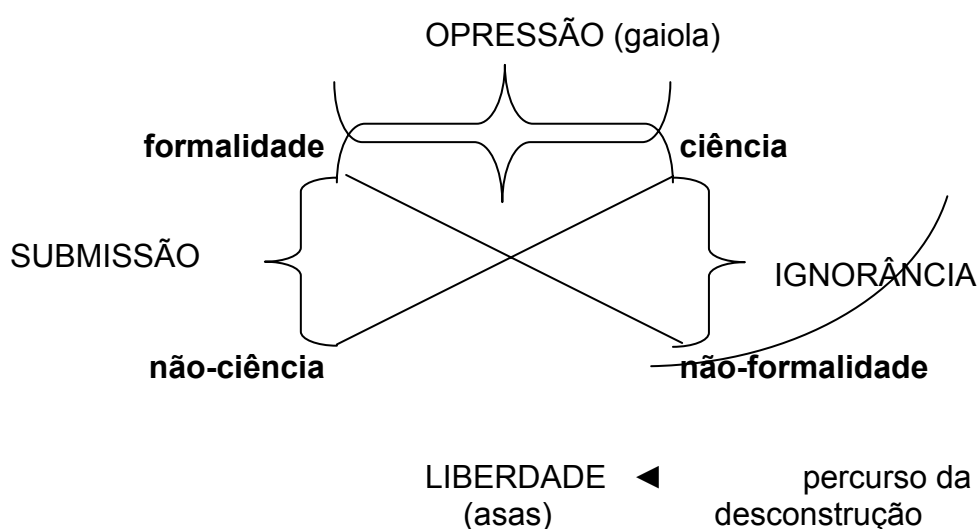 OPRESSÃO (gaiola)
formalidade ciência
SUBMISSÃO IGNORÂNCIA
não-ciência não-formalidade
LIBERDADE ◄ percurso da
(asas) desconstrução